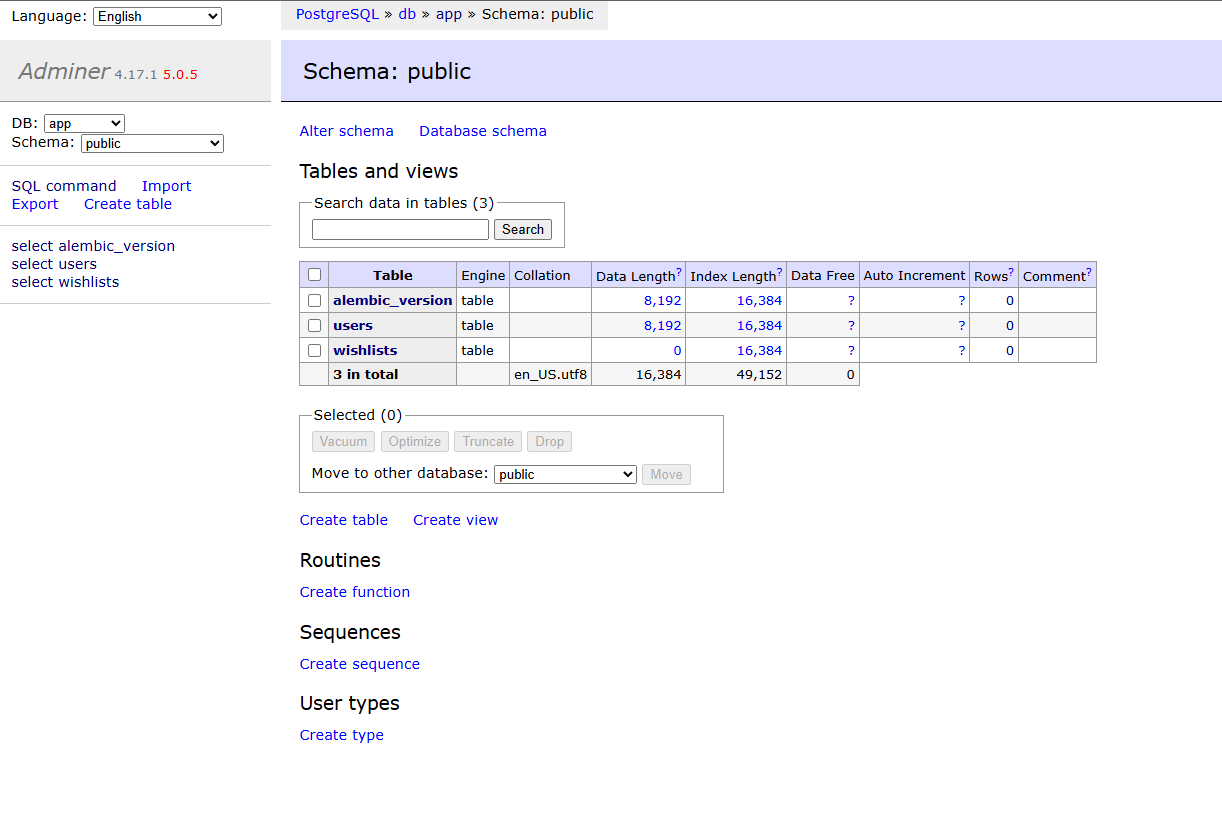 Language: English
PostgreSQL » db » app » Schema: public
Adminer 4.17.1 5.0.5
Schema: public
DB: app
Schema: public
SQL command Import
Export Create table
select alembic_version
select users
select wishlists
Alter schema Database schema
Tables and views
Search data in tables (3)
Search
Table Engine Collation Data Length? Index Length? Data Free Auto Increment Rows? Comment?
alembic_version table 8,192 16,384 ? ? 0
users table 8,192 16,384 ? ? 0
wishlists table 0 16,384 ? ? 0
3 in total en_US.utf8 16,384 49,152 0
Selected (0)
Vacuum Optimize Truncate Drop
Move to other database: public Move
Create table Create view
Routines
Create function
Sequences
Create sequence
User types
Create type